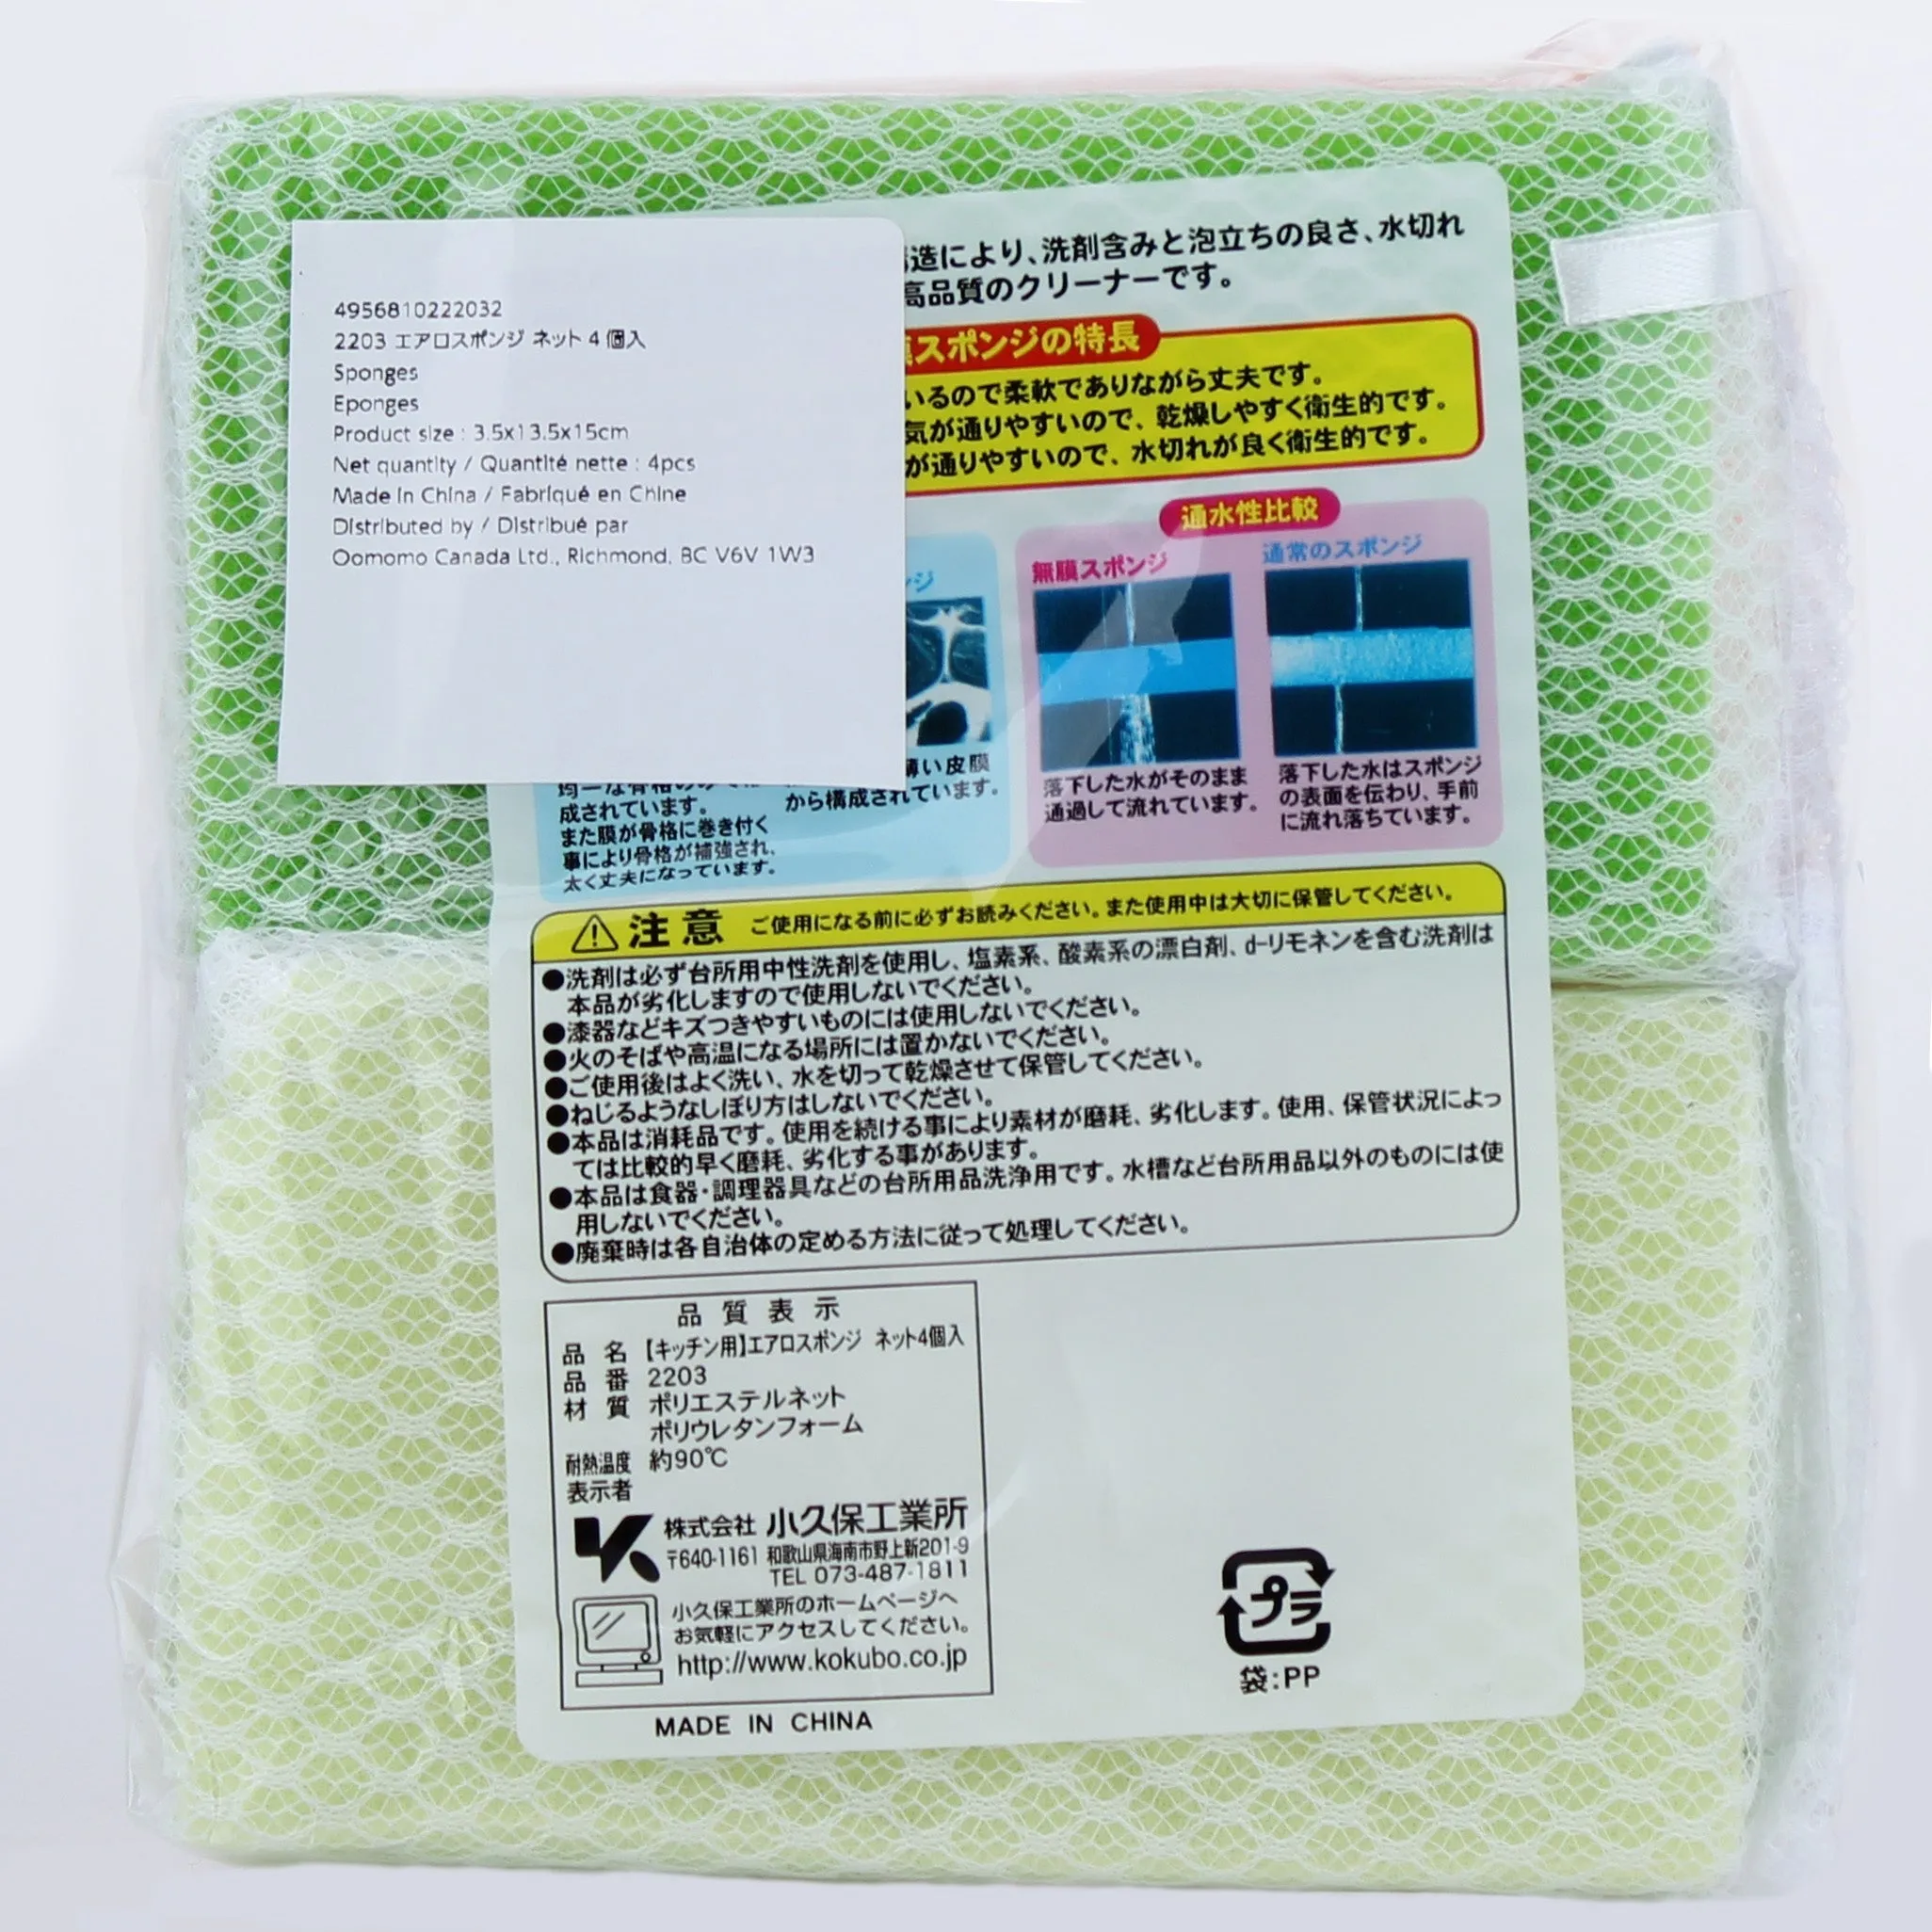 4956810222032
2203 エアロスポンジ ネット 4 個入
Sponges
Eponges
Product size : 3.5x13.5x15cm
Net quantity / Quantité nette : 4pcs
Made in China / Fabriqué en Chine
Distributed by / Distribué par
Oomomo Canada Ltd., Richmond, BC V6V 1W3
造により、洗剤含みと泡立ちの良さ、水切れ
高品質のクリーナーです。
スポンジの特長
いるので柔軟でありながら丈夫です。
気が通りやすいので、乾燥しやすく衛生的です。
が通りやすいので、水切れが良く衛生的です。
ンジ
薄い皮膜
から構成されています。
成されています。
また膜が骨格に巻き付く
事により骨格が補強され、
太く丈夫になっています。
通水性比較
無膜スポンジ
落下した水がそのまま
通過して流れています。
通常のスポンジ
落下した水はスポンジ
の表面を伝わり、手前
に流れ落ちています。
注意 ご使用になる前に必ずお読みください。また使用中は大切に保管してください。
●洗剤は必ず台所用中性洗剤を使用し、塩素系、酸素系の漂白剤、d-リモネンを含む洗剤は
本品が劣化しますので使用しないでください。
●漆器などキズつきやすいものには使用しないでください。
●火のそばや高温になる場所には置かないでください。
●ご使用後はよく洗い、水を切って乾燥させて保管してください。
●ねじるようなしぼり方はしないでください。
●本品は消耗品です。使用を続ける事により素材が磨耗、劣化します。使用、保管状況によっ
ては比較的早く磨耗、劣化する事があります。
●本品は食器・調理器具などの台所用品洗浄用です。水槽など台所用品以外のものには使
用しないでください。
●廃棄時は各自治体の定める方法に従って処理してください。
品質表示
品名 【キッチン用】エアロスポンジ ネット4個入
品番 2203
材質 ポリエステルネット
ポリウレタンフォーム
耐熱温度 約90℃
表示者
株式会社 小久保工業所
〒640-1161 和歌山県海南市野上新201-9
TEL 073-487-1811
小久保工業所のホームページへ
お気軽にアクセスしてください。
http://www.kokubo.co.jp
MADE IN CHINA
プラ
袋:PP